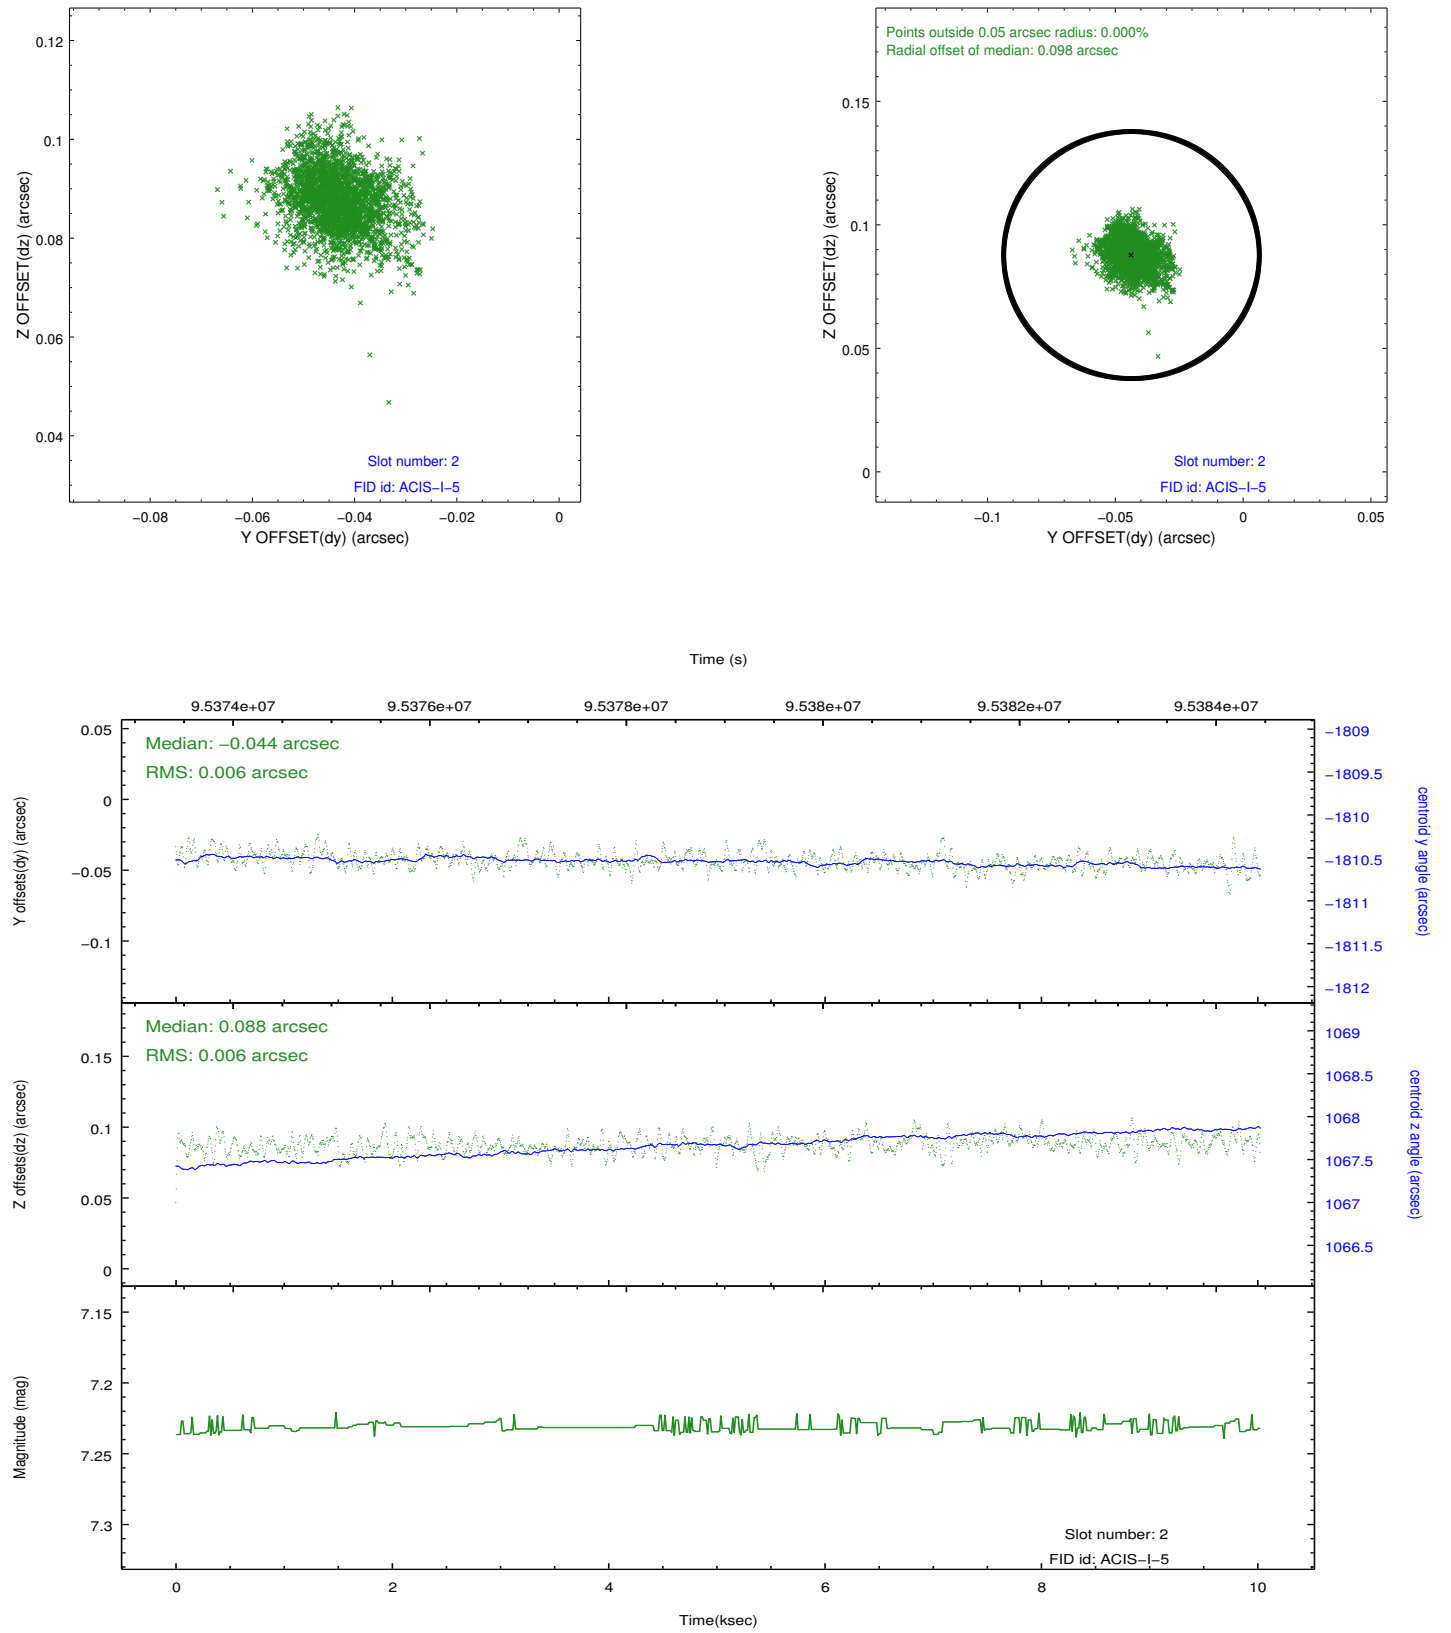 0.12
0.1
0.08
0.06
0.04
Z OFFSET(dz) (arcsec)
Slot number: 2
FID id: ACIS−I−5
−0.08 −0.06 −0.04 −0.02 0
Y OFFSET(dy) (arcsec)
Points outside 0.05 arcsec radius: 0.000%
Radial offset of median: 0.098 arcsec
0.15
0.1
0.05
0
Z OFFSET(dz) (arcsec)
Slot number: 2
FID id: ACIS−I−5
−0.1 −0.05 0 0.05
Y OFFSET(dy) (arcsec)
Time (s)
9.5374e+07 9.5376e+07 9.5378e+07 9.538e+07 9.5382e+07 9.5384e+07
Median: −0.044 arcsec
RMS: 0.006 arcsec
0.05
0
−0.05
−0.1
Y offsets(dy) (arcsec)
−1809
−1809.5
−1810
−1810.5
−1811
−1811.5
−1812
centroid y angle (arcsec)
Median: 0.088 arcsec
RMS: 0.006 arcsec
0.15
0.1
0.05
0
Z offsets(dz) (arcsec)
1069
1068.5
1068
1067.5
1067
1066.5
centroid z angle (arcsec)
7.15
7.2
7.25
7.3
Magnitude (mag)
Slot number: 2
FID id: ACIS−I−5
0 2 4 6 8 10
Time(ksec)